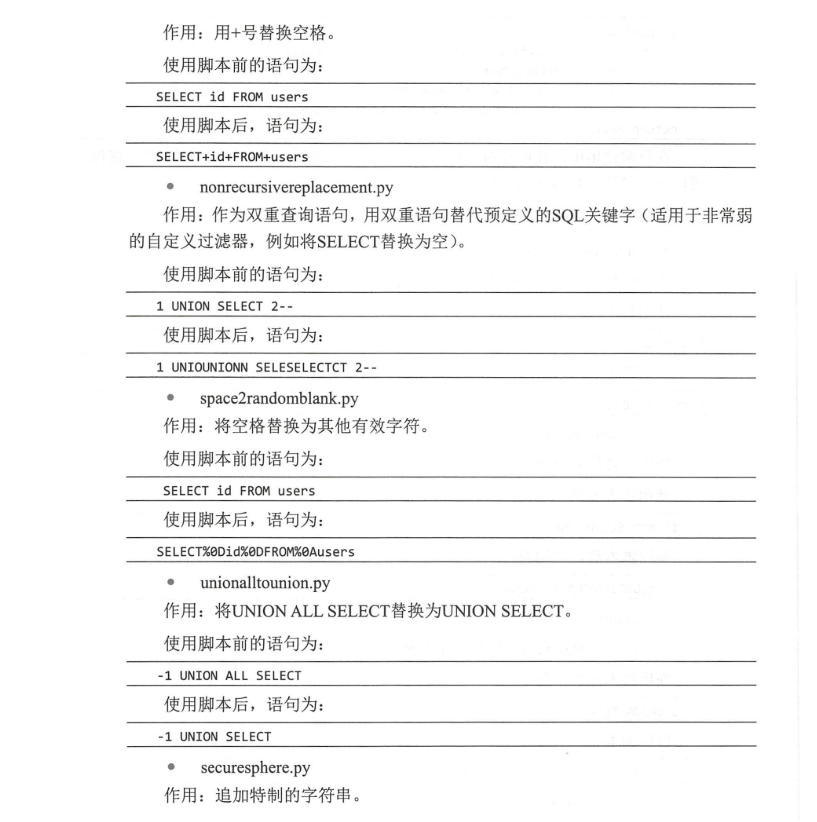 作用：用+号替换空格。
使用脚本前的语句为：
SELECT id FROM users
使用脚本后，语句为：
SELECT+id+FROM+users
• nonrecursivereplacement.py
作用：作为双重查询语句，用双重语句替代预定义的SQL关键字（适用于非常弱
的自定义过滤器，例如将SELECT替换为空）。
使用脚本前的语句为：
1 UNION SELECT 2--
使用脚本后，语句为：
1 UNIOUNIONN SELESELECTCT 2--
• space2randomblank.py
作用：将空格替换为其他有效字符。
使用脚本前的语句为：
SELECT id FROM users
使用脚本后，语句为：
SELECT%0Did%0DFROM%0Ausers
• unionalltounion.py
作用：将UNION ALL SELECT替换为UNION SELECT。
使用脚本前的语句为：
-1 UNION ALL SELECT
使用脚本后，语句为：
-1 UNION SELECT
• securesphere.py
作用：追加特制的字符串。